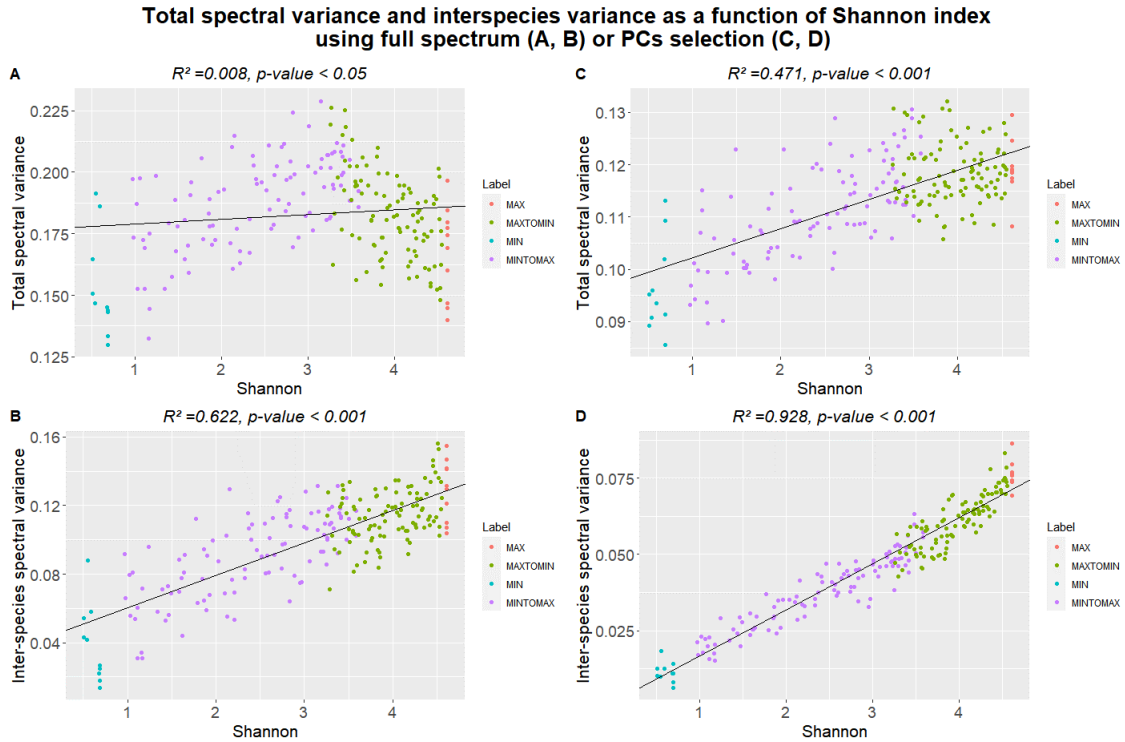 Total spectral variance and interspecies variance as a function of Shannon index
using full spectrum (A, B) or PCs selection (C, D)
A
R² =0.008, p-value < 0.05
Total spectral variance
0.225
0.200
0.175
0.150
0.125
1 2 3 4
Shannon
Label
MAX
MAXTOMIN
MIN
MINTOMAX
C
R² =0.471, p-value < 0.001
Total spectral variance
0.13
0.12
0.11
0.10
0.09
1 2 3 4
Shannon
Label
MAX
MAXTOMIN
MIN
MINTOMAX
B
R² =0.622, p-value < 0.001
Inter-species spectral variance
0.16
0.12
0.08
0.04
1 2 3 4
Shannon
Label
MAX
MAXTOMIN
MIN
MINTOMAX
D
R² =0.928, p-value < 0.001
Inter-species spectral variance
0.075
0.050
0.025
1 2 3 4
Shannon
Label
MAX
MAXTOMIN
MIN
MINTOMAX